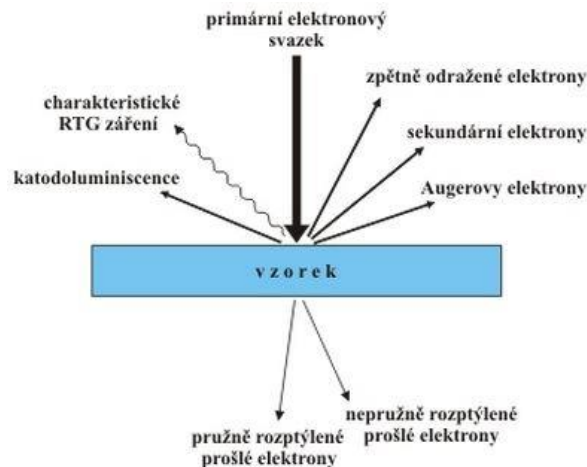 primární elektronový
svazek
zpětně odražené elektrony
charakteristické
RTG záření
sekundární elektrony
katodoluminiscence
Augerovy elektrony
vzorek
nepružně rozptýlené
prošlé elektrony
pružně rozptýlené
prošlé elektrony